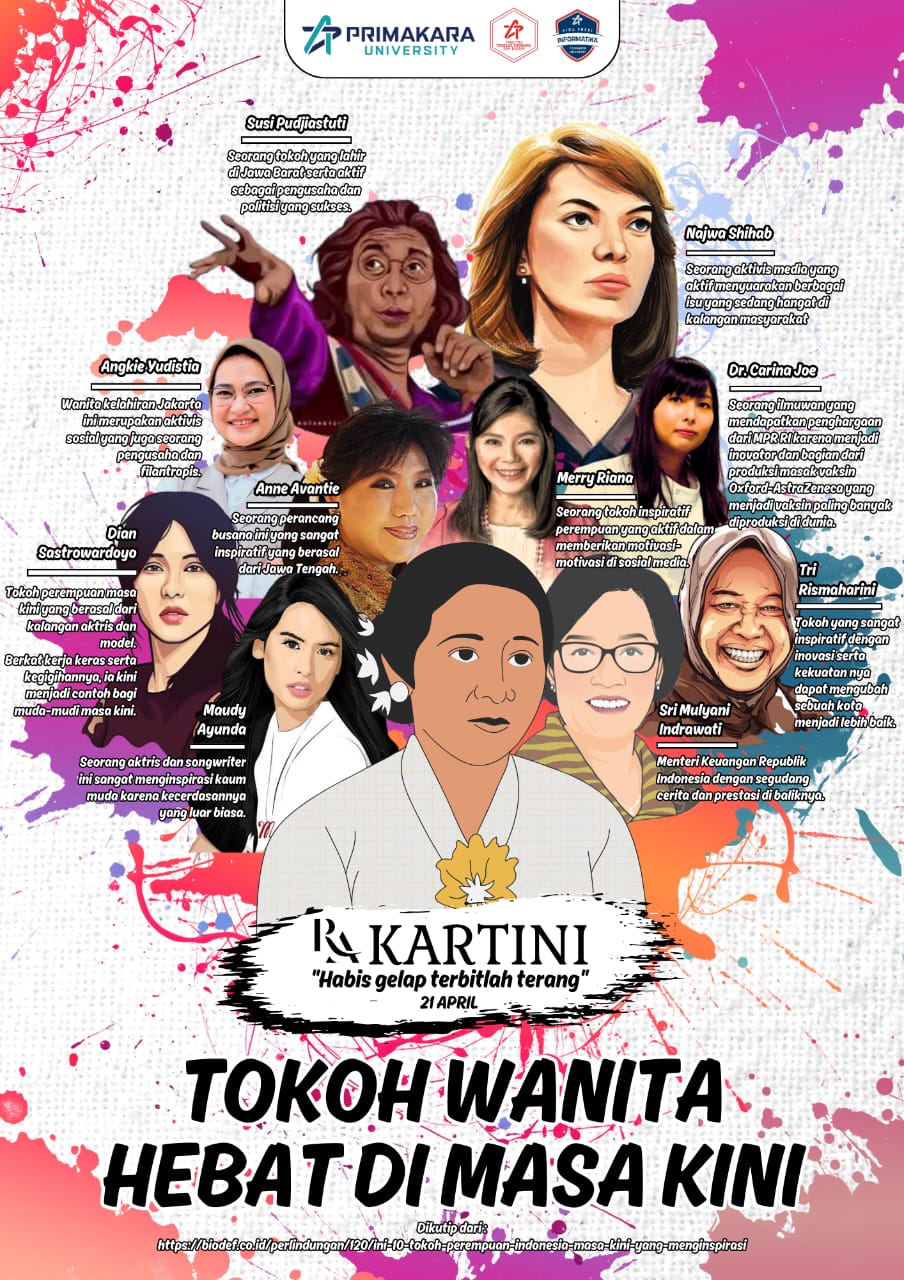 PRIMAKARA
UNIVERSITY
INFORMATIKA
Susi Pudjiastuti
Seorang tokoh yang lahir
di Jawa Barat serta aktif
sebagai pengusaha dan
politisi yang sukses.
Najwa Shihab
Seorang aktivis media yang
aktif menyuarakan berbagai
isu yang sedang hangat di
kalangan masyarakat
Angkie Yudistia
Wanita kelahiran Jakarta
ini merupakan aktivis
sosial yang juga seorang
pengusaha dan
filantropis.
Dr. Carina Joe
Seorang ilmuwan yang
mendapatkan penghargaan
dari MPR RI karena menjadi
inovator dan bagian dari
produksi masak vaksin
Oxford-AstraZeneca yang
menjadi vaksin paling banyak
diproduksi di dunia.
Anne Avantie
Seorang perancang
busana ini yang sangat
inspiratif yang berasal
dari Jawa Tengah.
Merry Riana
Seorang tokoh inspiratif
perempuan yang aktif dalam
memberikan motivasi-
motivasi di sosial media.
Dian
Sastrowardoyo
Tokoh perempuan masa
kini yang berasal dari
kalangan aktris dan
model.
Berkat kerja keras serta
kegigihannya, ia kini
menjadi contoh bagi
muda-mudi masa kini.
Tri
Rismaharini
Tokoh yang sangat
inspiratif dengan
inovasi serta
kekuatan nya
dapat mengubah
sebuah kota
menjadi lebih baik.
Maudy
Ayunda
Seorang aktris dan songwriter
ini sangat menginspirasi kaum
muda karena kecerdasannya
yang luar biasa.
Sri Mulyani
Indrawati
Menteri Keuangan Republik
Indonesia dengan segudang
cerita dan prestasi di baliknya.
RA KARTINI
"Habis gelap terbitlah terang"
21 APRIL
TOKOH WANITA
HEBAT DI MASA KINI
Dikutip dari :
https://biodef.co.id/perlindungan/120/ini-10-tokoh-perempuan-indonesia-masa-kini-yang-menginspirasi